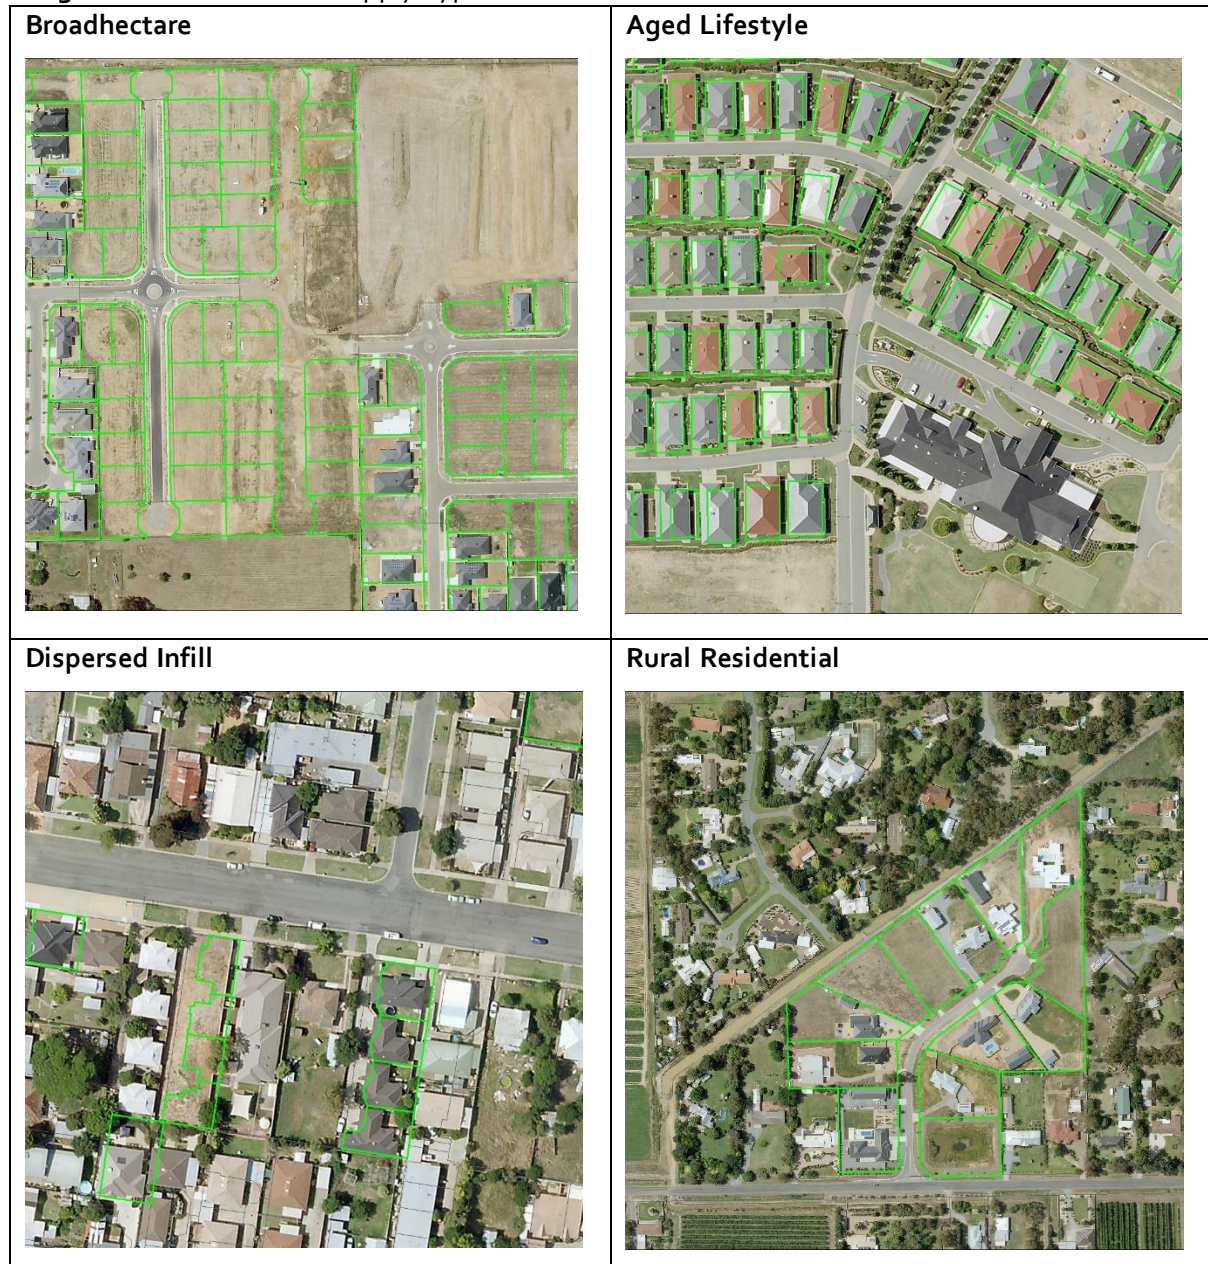 Broadhectare
Aged Lifestyle
Dispersed Infill
Rural Residential